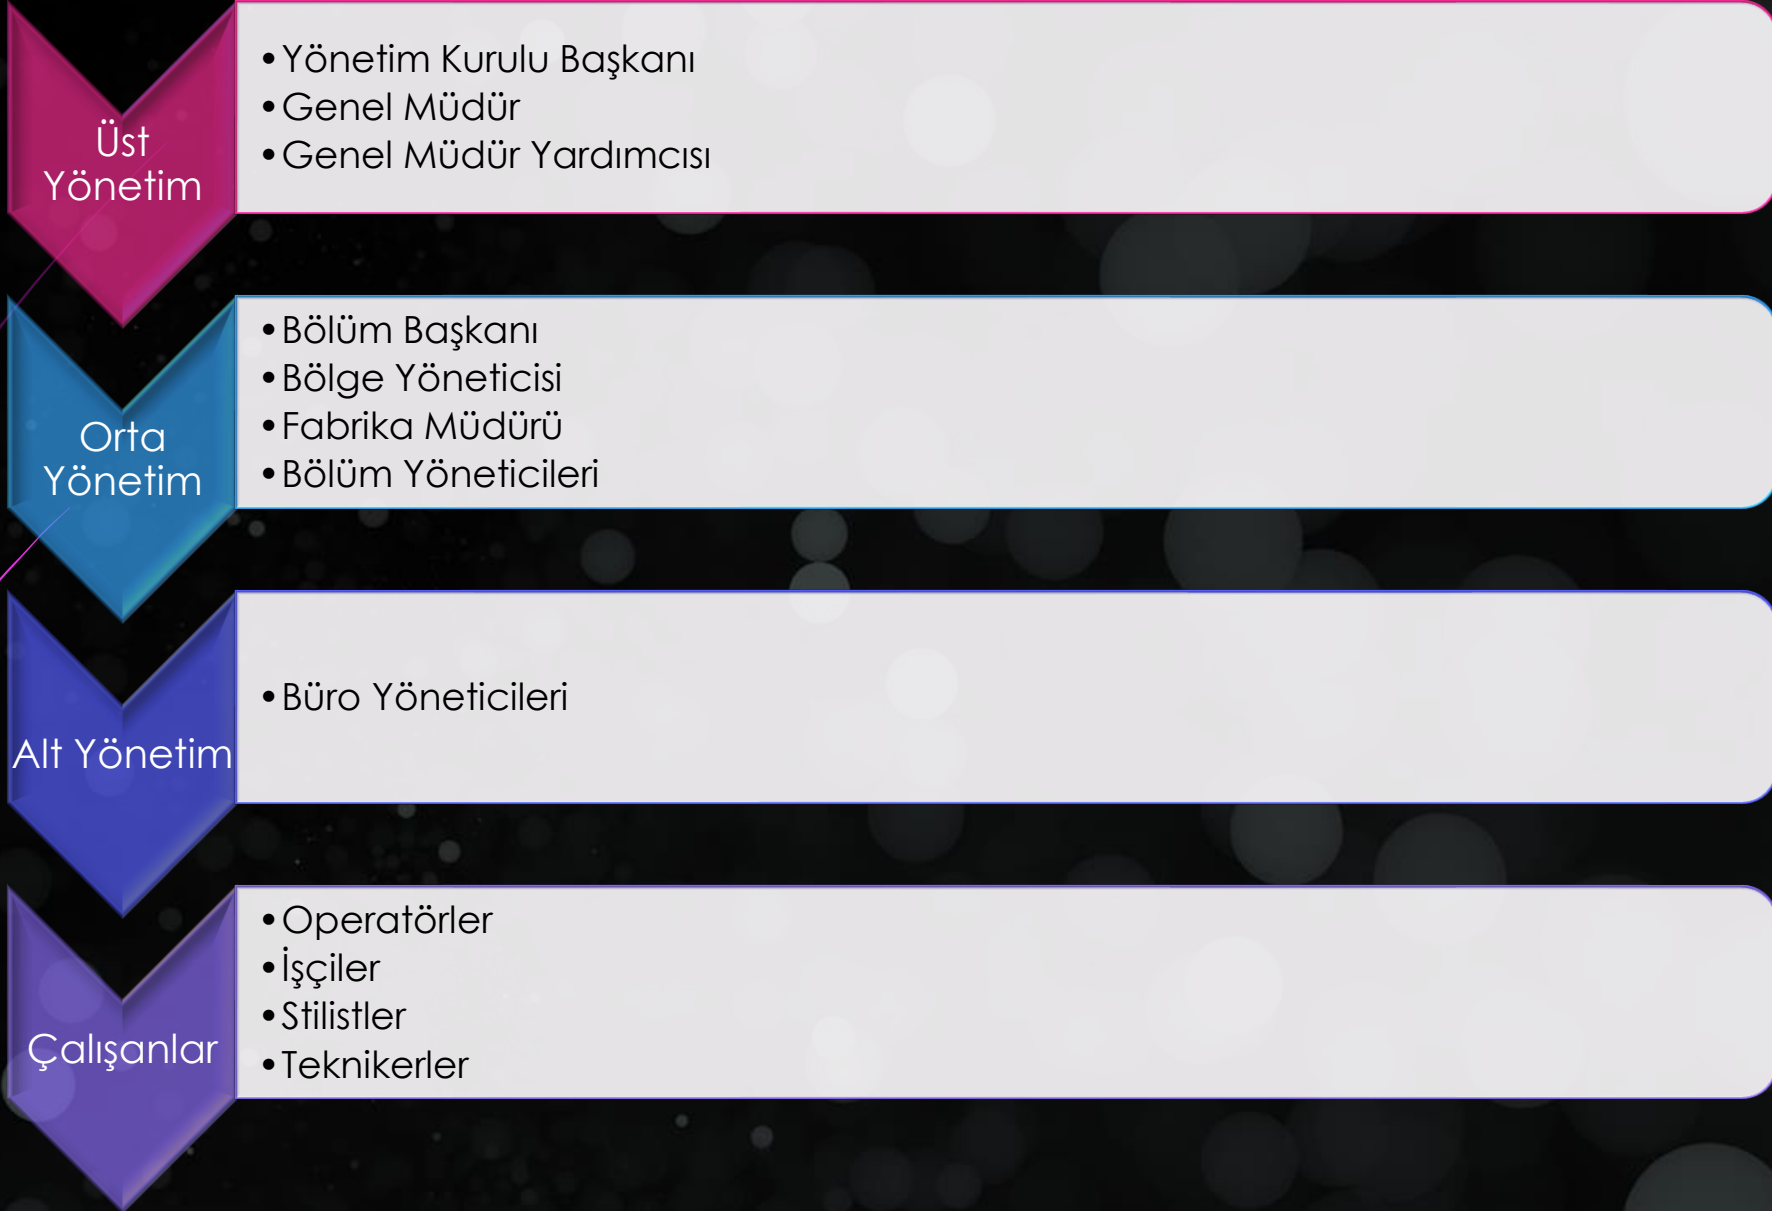 Üst
Yönetim
•Yönetim Kurulu Başkanı
•Genel Müdür
•Genel Müdür Yardımcısı
Orta
Yönetim
•Bölüm Başkanı
•Bölge Yöneticisi
•Fabrika Müdürü
•Bölüm Yöneticileri
Alt Yönetim
•Büro Yöneticileri
Çalışanlar
•Operatörler
•İşçiler
•Stilistler
•Teknikerler